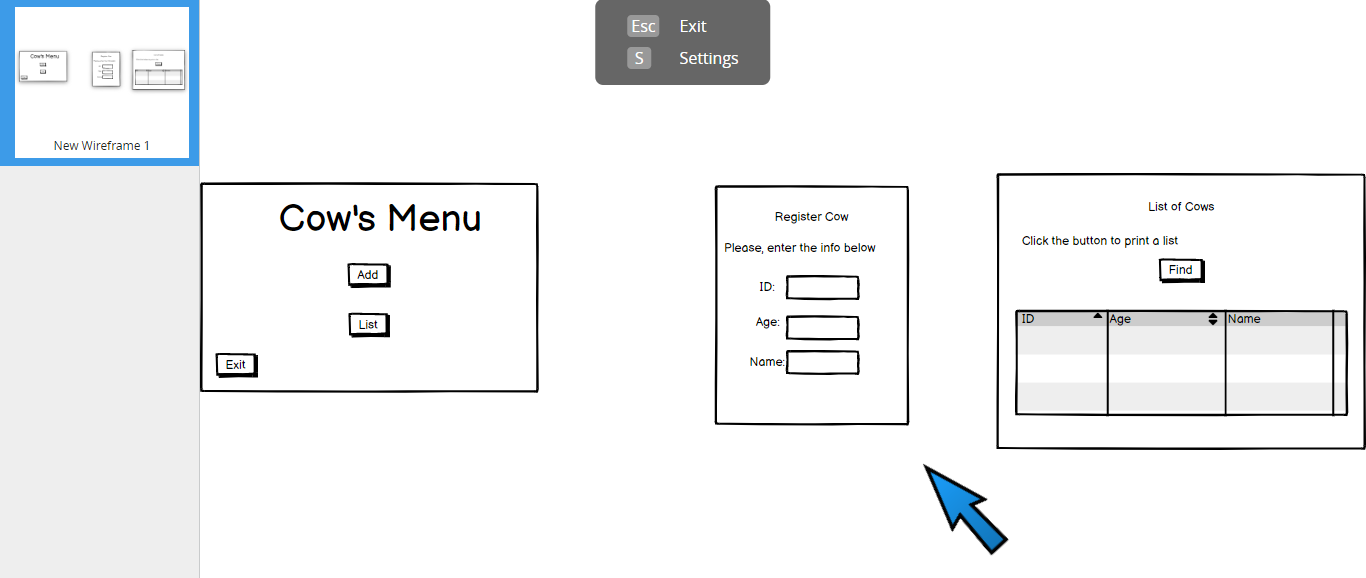 Esc Exit
S Settings
Cow's Menu
New Wireframe 1
Cow's Menu
Add
List
Exit
Register Cow
Please, enter the info below
ID:
Age:
Name:
List of Cows
Click the button to print a list
Find
ID Age Name